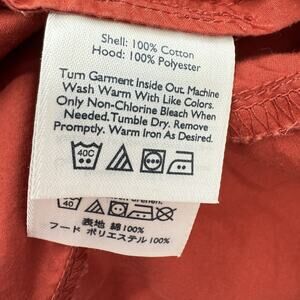 Shell: 100% Cotton
Hood: 100% Polyester
Turn Garment Inside Out. Machine
Wash Warm With Like Colors.
Only Non-Chlorine Bleach When
Needed. Tumble Dry. Remove
Promptly. Warm Iron As Desired.
40C
40
表地 綿100%
フード ポリエステル100%